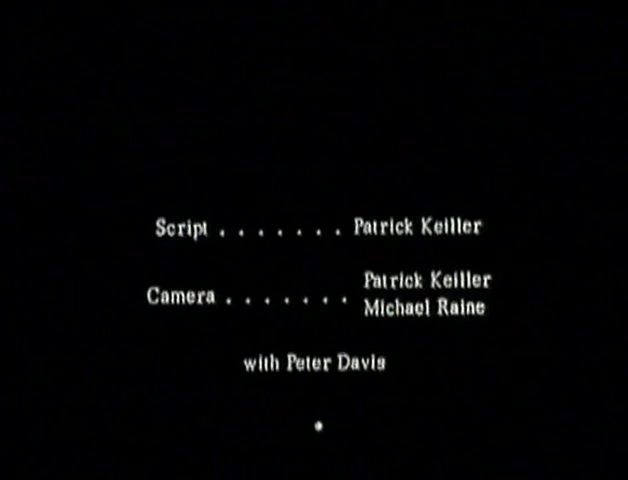 Script . . . . . . . Patrick Keiller
Camera . . . . . . . Patrick Keiller
Michael Raine
with Peter Davis